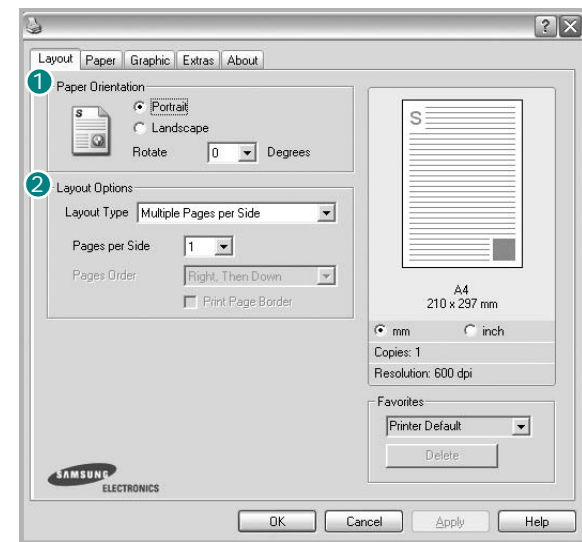 ? X
Layout Paper Graphic Extras About
1 Paper Orientation
S
Portrait
Landscape
Rotate 0 Degrees
2 Layout Options
Layout Type Multiple Pages per Side
Pages per Side 1
Pages Order Right, Then Down
Print Page Border
S
A4
210 x 297 mm
mm inch
Copies: 1
Resolution: 600 dpi
Favorites
Printer Default
Delete
SAMSUNG
ELECTRONICS
OK Cancel Apply Help